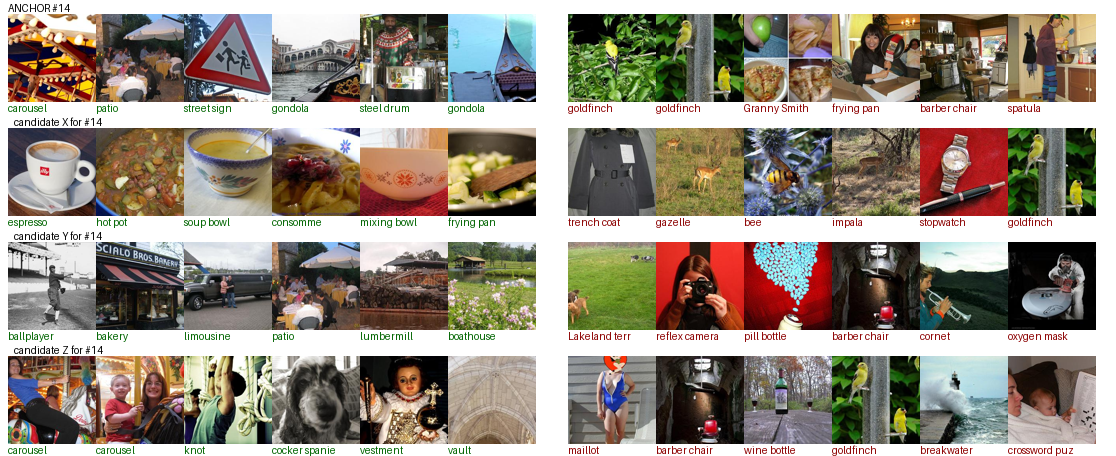 ANCHOR #14
carousel patio street sign gondola steel drum gondola goldfinch goldfinch Granny Smith frying pan barber chair spatula
candidate X for #14
illy
espresso hot pot soup bowl consomme mixing bowl frying pan trench coat gazelle bee impala stopwatch goldfinch
candidate Y for #14
SCIALO BROS. BAKERY
ballplayer bakery limousine patio lumbermill boathouse Lakeland terr reflex camera pill bottle barber chair cornet oxygen mask
candidate Z for #14
carousel carousel knot cocker spanie vestment vault maillot barber chair wine bottle goldfinch breakwater crossword puz